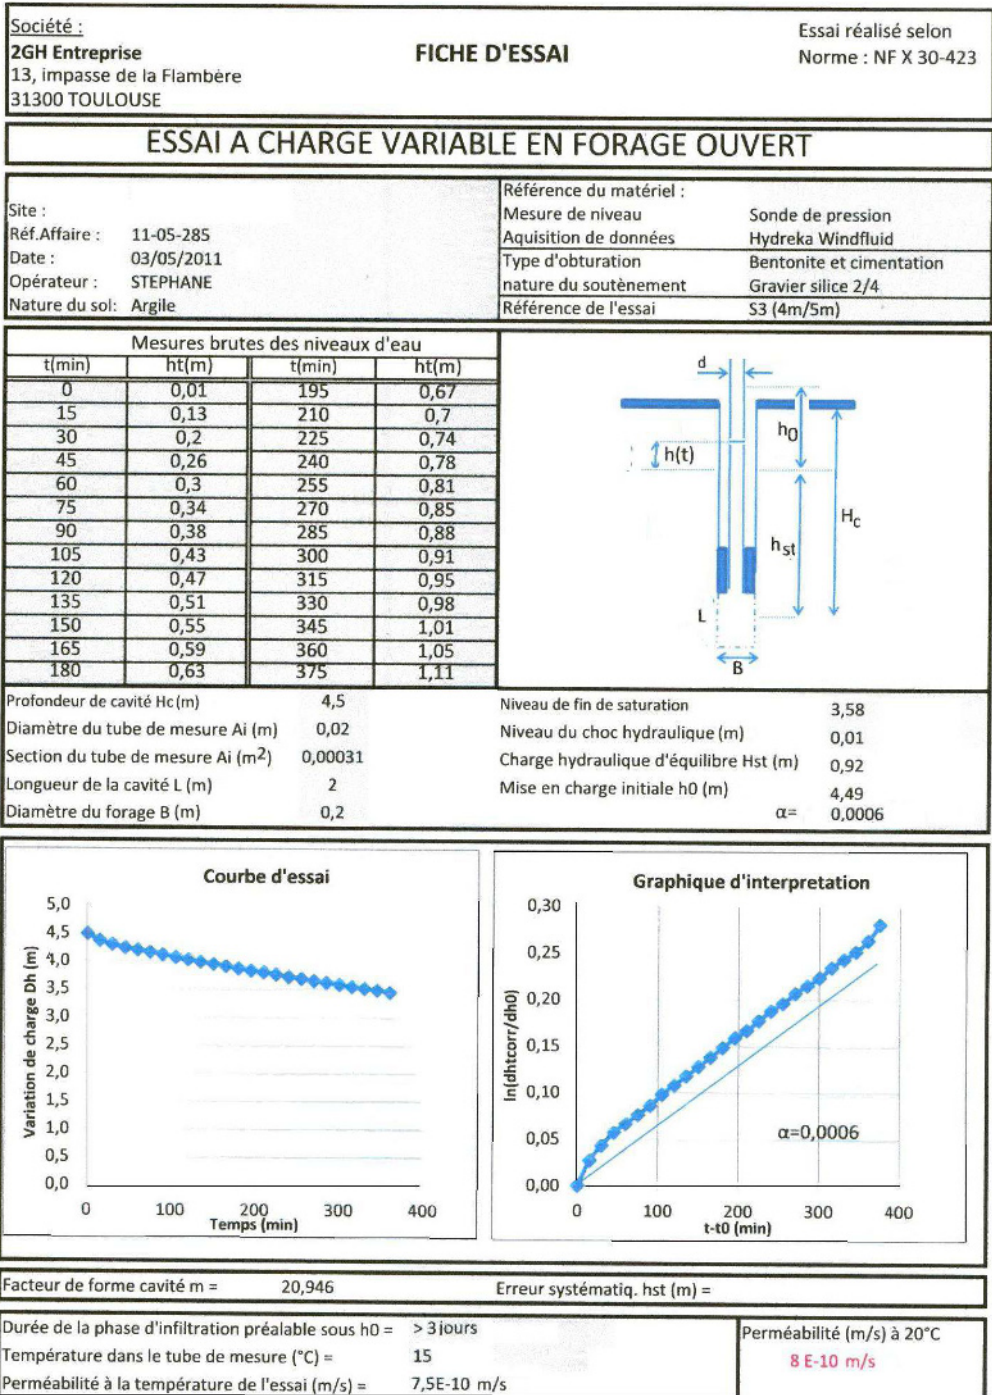 Société :
2GH Entreprise
13, impasse de la Flambère
31300 TOULOUSE
FICHE D'ESSAI
Essai réalisé selon
Norme : NF X 30-423
ESSAI A CHARGE VARIABLE EN FORAGE OUVERT
Site :
Réf.Affaire : 11-05-285
Date : 03/05/2011
Opérateur : STEPHANE
Nature du sol: Argile
Référence du matériel :
Mesure de niveau Sonde de pression
Aquisition de données Hydreka Windfluid
Type d'obturation Bentonite et cimentation
nature du soutènement Gravier silice 2/4
Référence de l'essai S3 (4m/5m)
Mesures brutes des niveaux d'eau
t(min) ht(m) t(min) ht(m)
0 0,01 195 0,67
15 0,13 210 0,7
30 0,2 225 0,74
45 0,26 240 0,78
60 0,3 255 0,81
75 0,34 270 0,85
90 0,38 285 0,88
105 0,43 300 0,91
120 0,47 315 0,95
135 0,51 330 0,98
150 0,55 345 1,01
165 0,59 360 1,05
180 0,63 375 1,11
d
h0
h(t)
Hc
hst
L
B
Profondeur de cavité Hc(m) 4,5
Diamètre du tube de mesure Ai (m) 0,02
Section du tube de mesure Ai (m²) 0,00031
Longueur de la cavité L (m) 2
Diamètre du forage B (m) 0,2
Niveau de fin de saturation 3,58
Niveau du choc hydraulique (m) 0,01
Charge hydraulique d'équilibre Hst (m) 0,92
Mise en charge initiale h0 (m) 4,49
α= 0,0006
Courbe d'essai
Variation de charge Dh (m)
5,0
4,5
4,0
3,5
3,0
2,5
2,0
1,5
1,0
0,5
0,0
0 100 200 300 400
Temps (min)
Graphique d'interpretation
ln(dhtcorr/dh0)
0,30
0,25
0,20
0,15
0,10
0,05
0,00
α=0,0006
0 100 200 300 400
t-t0 (min)
Facteur de forme cavité m = 20,946
Erreur systématiq. hst (m) =
Durée de la phase d'infiltration préalable sous h0 = > 3 jours
Température dans le tube de mesure (°C) = 15
Perméabilité à la température de l'essai (m/s) = 7,5E-10 m/s
Perméabilité (m/s) à 20°C
8 E-10 m/s